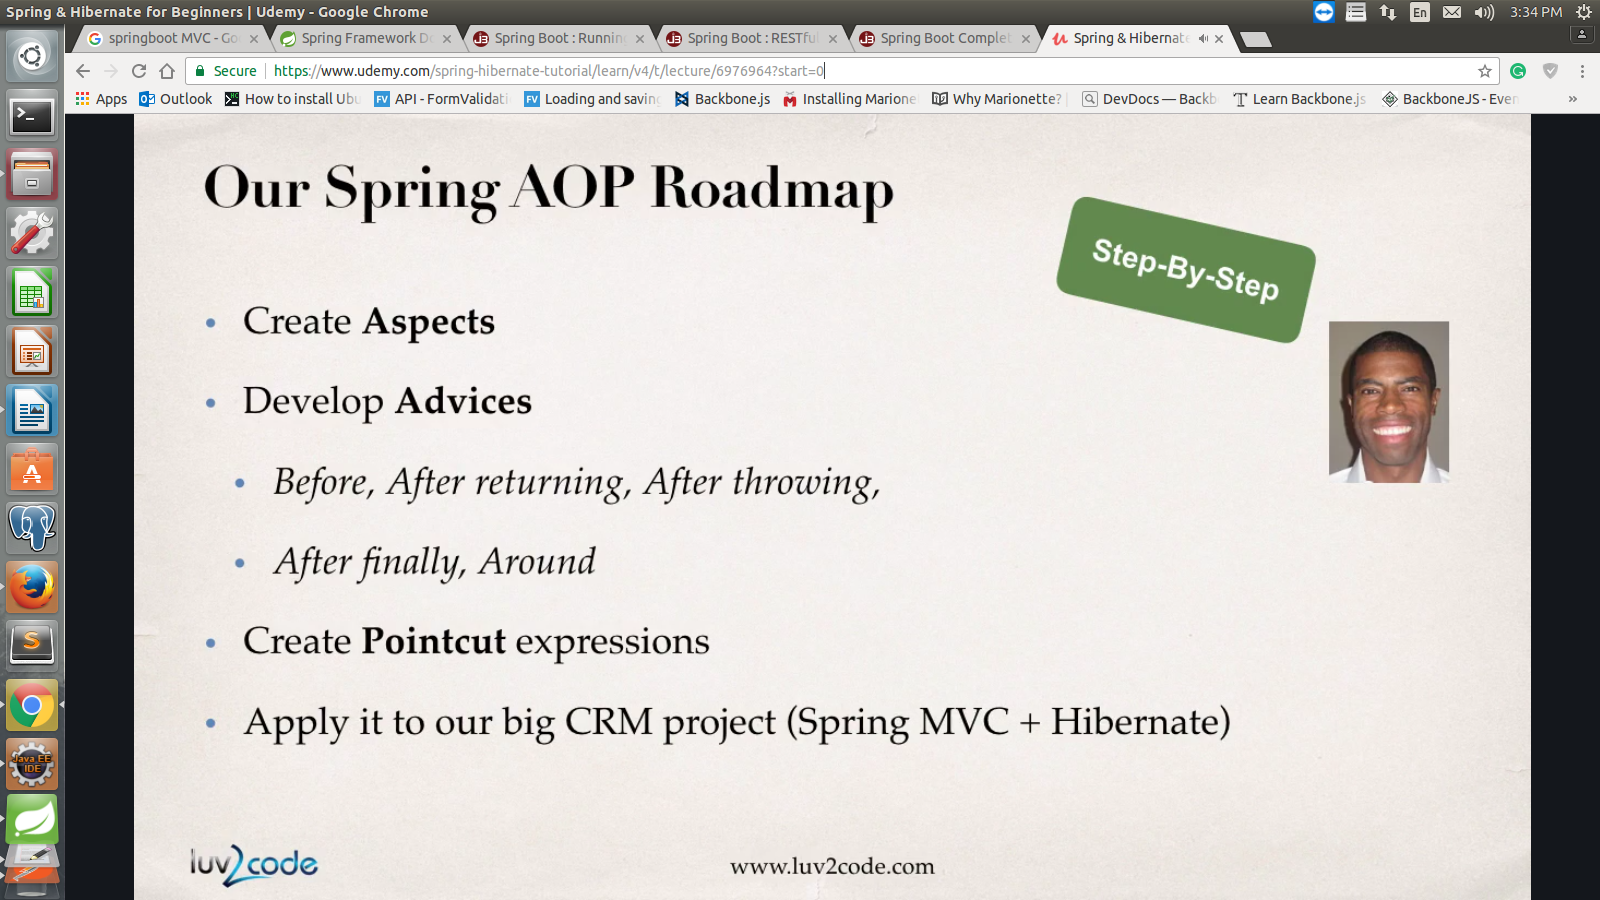 Spring & Hibernate for Beginners | Udemy - Google Chrome
En
3:34 PM
springboot MVC - Go
Spring Framework Do
Spring Boot : Runnin
Spring Boot : RESTfu
Spring Boot Complet
Spring & Hibernate
Secure
https://www.udemy.com/spring-hibernate-tutorial/learn/v4/t/lecture/6976964?start=0
Apps
Outlook
How to install Ubu
FV API - FormValidati
FV Loading and saving
Backbone.js
Installing Marione
Why Marionette?
DevDocs — Backb
Learn Backbone.js
BackboneJS - Ever
»
Our Spring AOP Roadmap
Step-By-Step
• Create Aspects
• Develop Advices
• Before, After returning, After throwing,
• After finally, Around
• Create Pointcut expressions
• Apply it to our big CRM project (Spring MVC + Hibernate)
Java EE
IDE
luv2code
www.luv2code.com